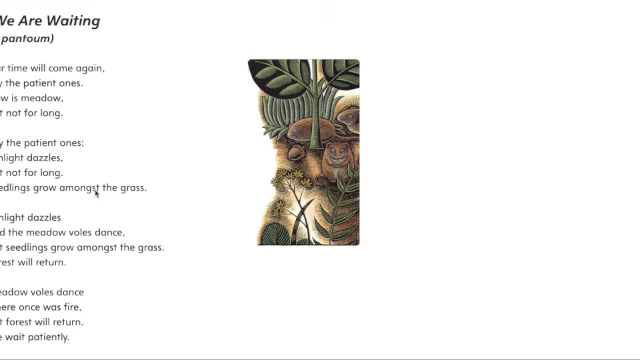 We Are Waiting
pantoum)
r time will come again,
y the patient ones.
w is meadow,
t not for long.
y the patient ones:
nlight dazzles,
t not for long.
edlings grow amongst the grass.
nlight dazzles
d the meadow voles dance,
t seedlings grow amongst the grass.
rest will return.
eadow voles dance
here once was fire,
t forest will return.
e wait patiently.